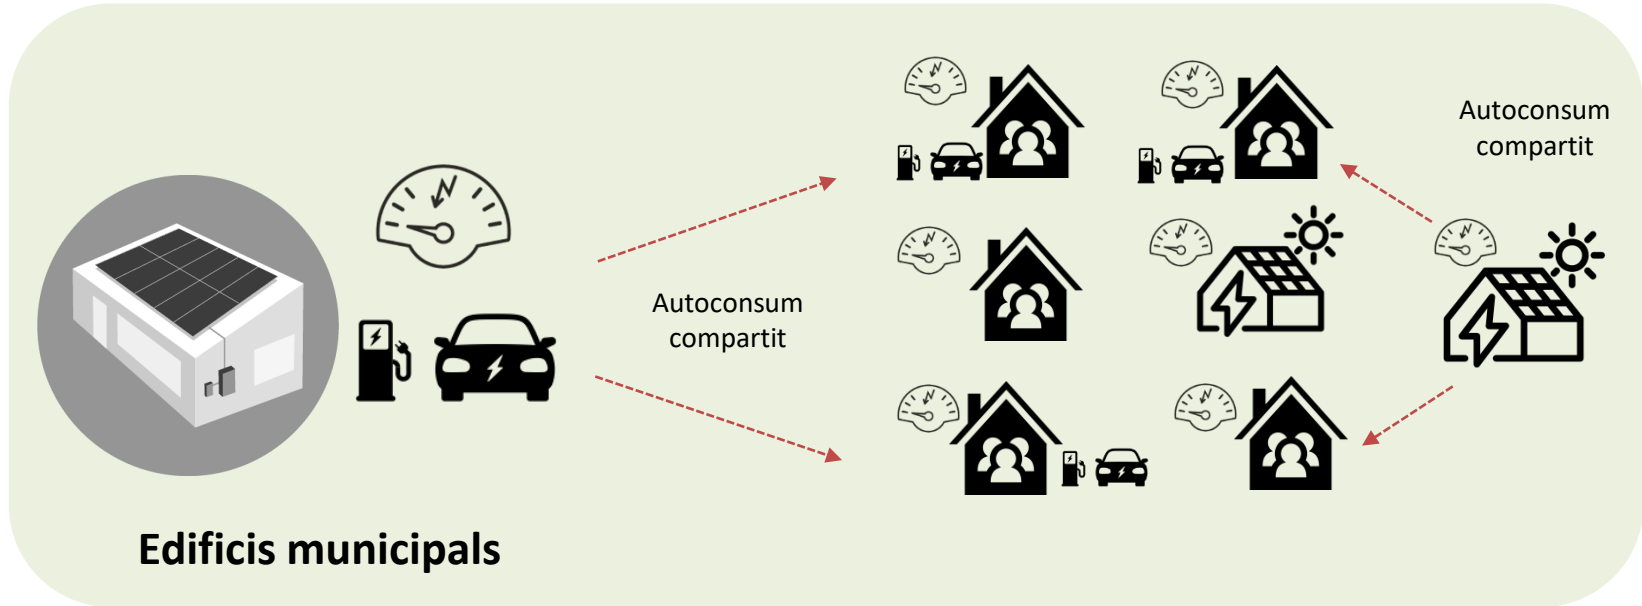 Autoconsum
compartit
Autoconsum
compartit
Edificis municipals